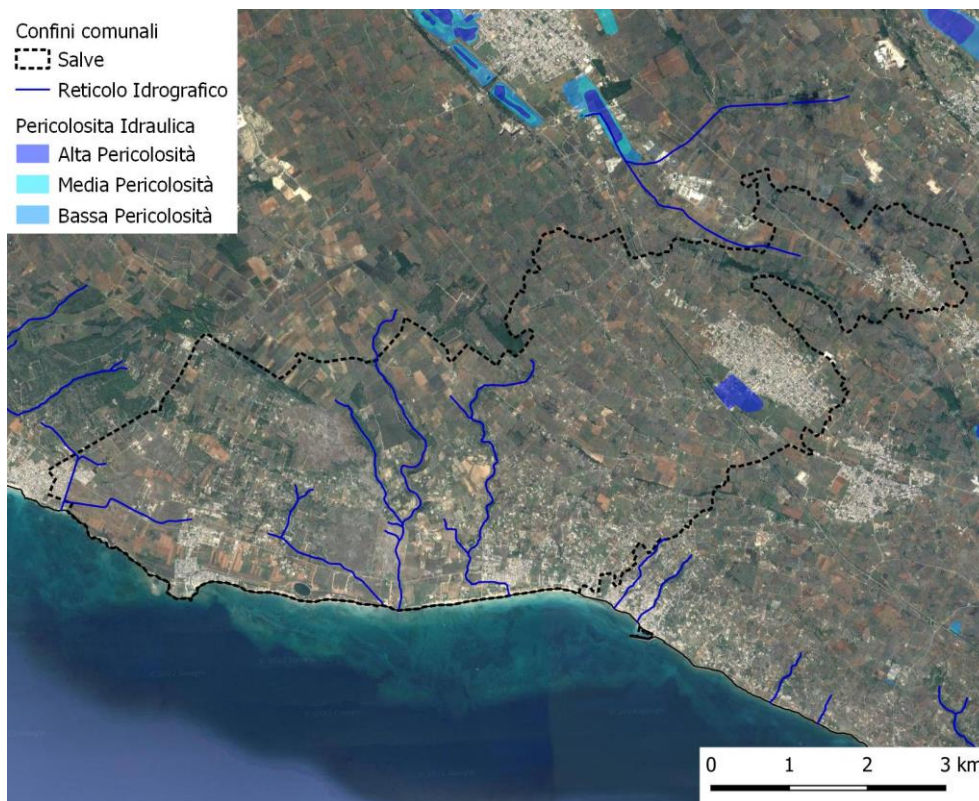 Confini comunali
Salve
Reticolo Idrografico
Pericolosita Idraulica
Alta Pericolosità
Media Pericolosità
Bassa Pericolosità
0 1 2 3 km